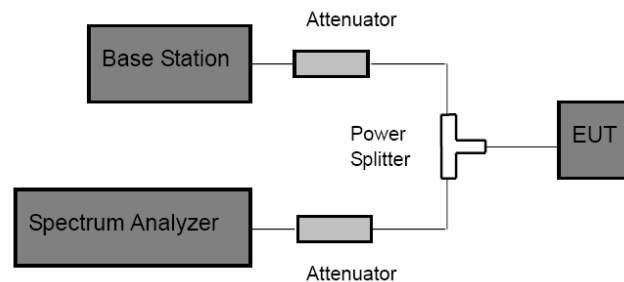 Attenuator
Base Station
Power
Splitter
EUT
Spectrum Analyzer
Attenuator